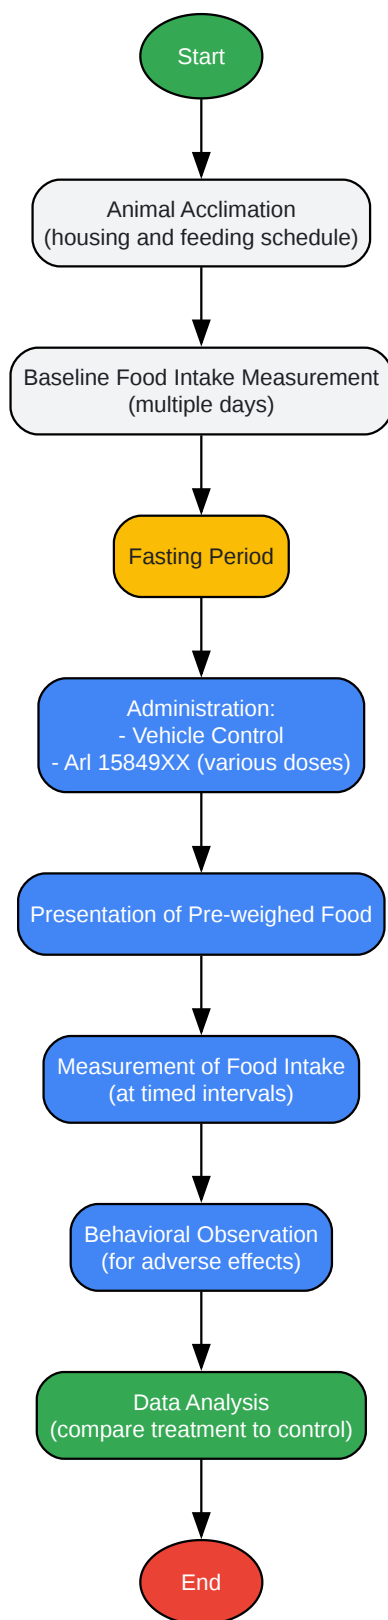 Start
Animal Acclimation
(housing and feeding schedule)
Baseline Food Intake Measurement
(multiple days)
Fasting Period
Administration:
- Vehicle Control
- Arl 15849XX (various doses)
Presentation of Pre-weighed Food
Measurement of Food Intake
(at timed intervals)
Behavioral Observation
(for adverse effects)
Data Analysis
(compare treatment to control)
End